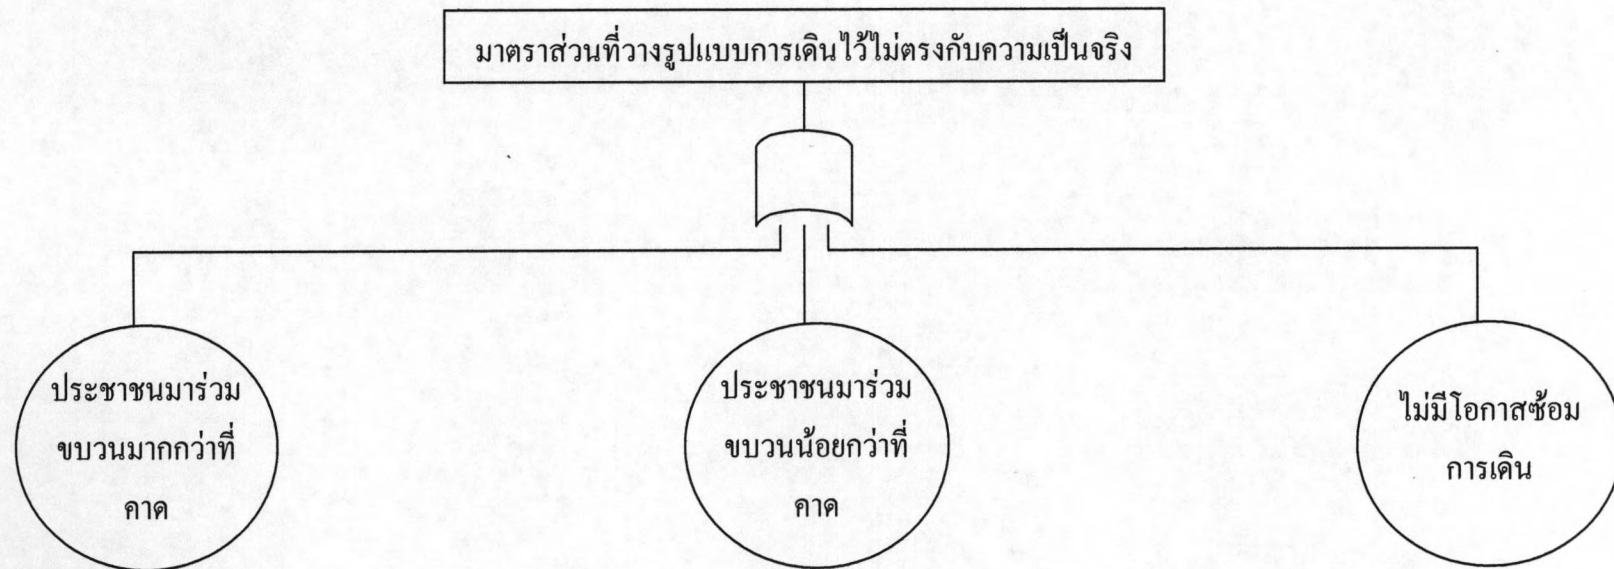 มาตราส่วนที่วางรูปแบบการเดินไว้ไม่ตรงกับความเป็นจริง
ประชาชนมาร่วม
ขบวนมากกว่าที่
คาด
ประชาชนมาร่วม
ขบวนน้อยกว่าที่
คาด
ไม่มีโอกาสซ้อม
การเดิน